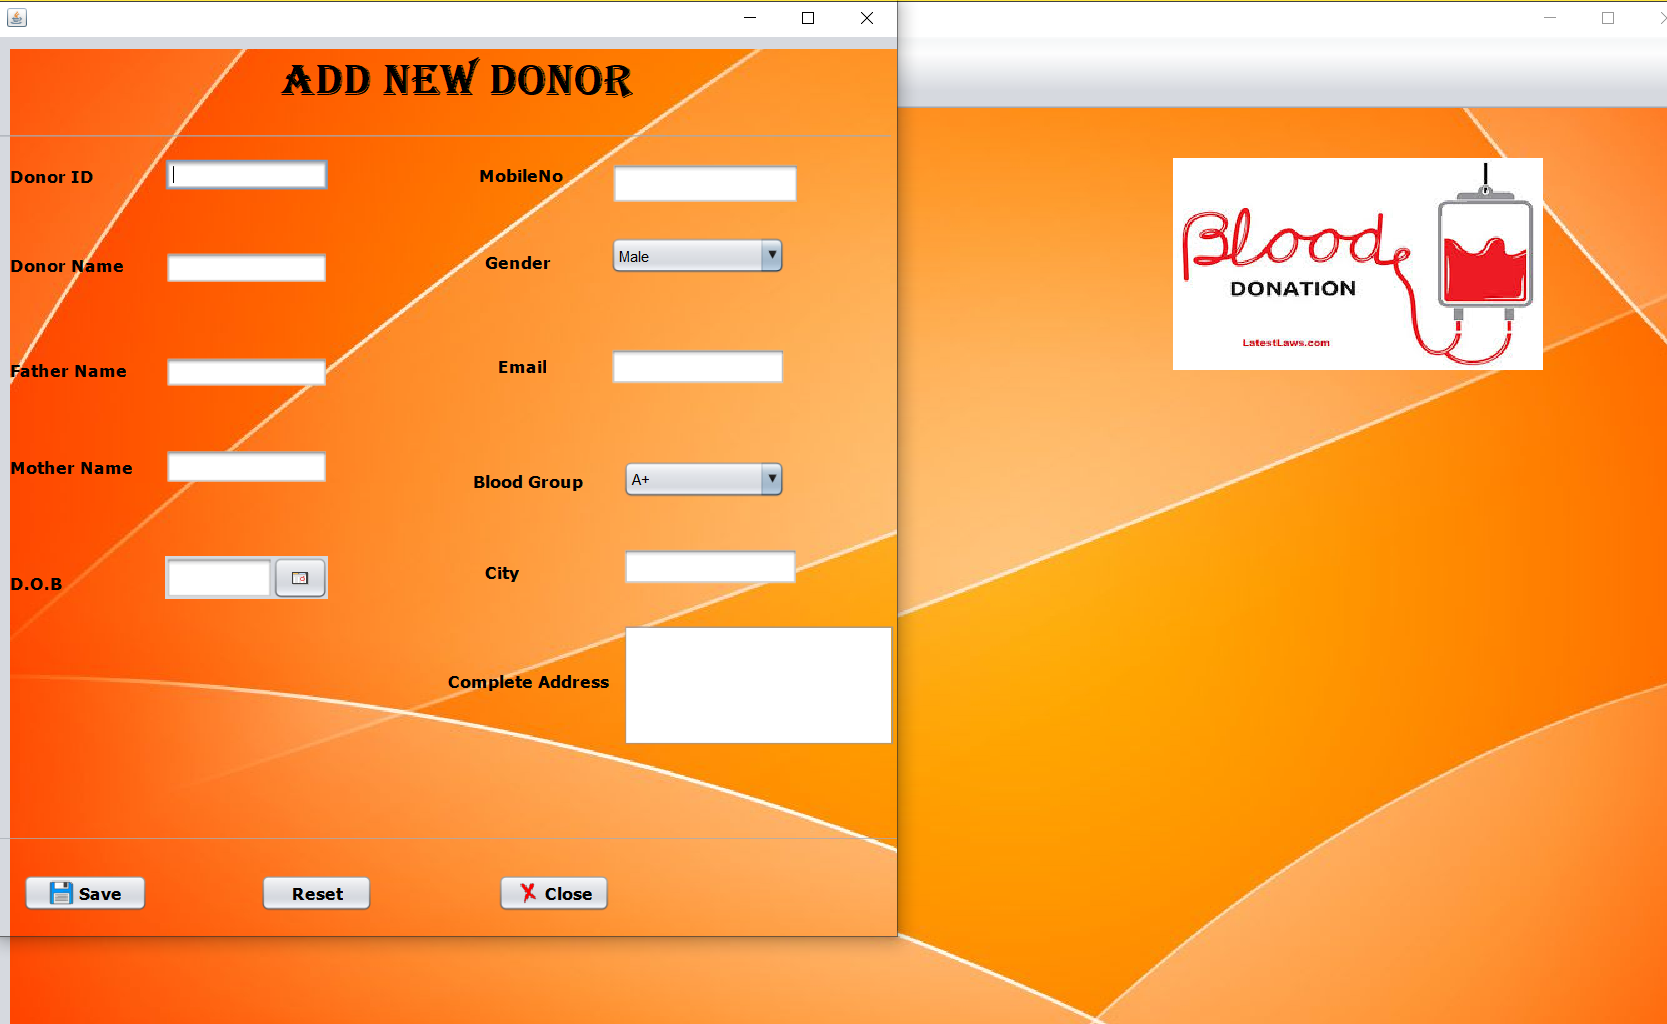 ADD NEW DONOR
Donor ID
MobileNo
Donor Name
Gender
Male
Father Name
Email
Mother Name
Blood Group
A+
D.O.B
City
Complete Address
Save
Reset
Close
Blood
DONATION
LatestLaws.com